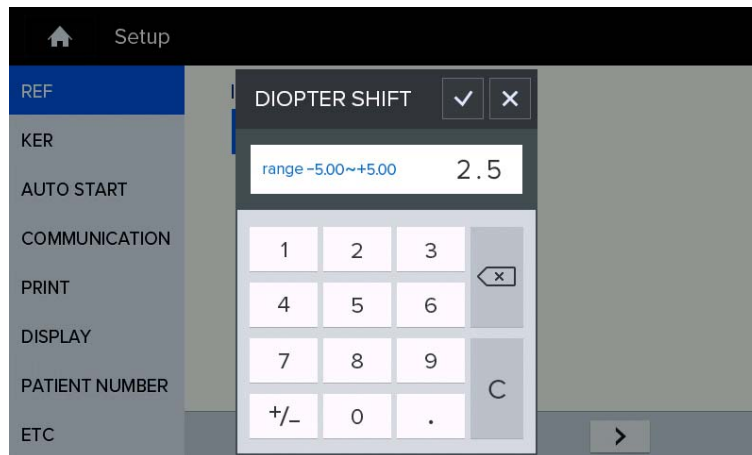 Setup
REF
KER
AUTO START
COMMUNICATION
PRINT
DISPLAY
PATIENT NUMBER
ETC
DIOPTER SHIFT
range -5.00~+5.00 2.5
1 2 3
4 5 6
7 8 9
C
+/- 0 .